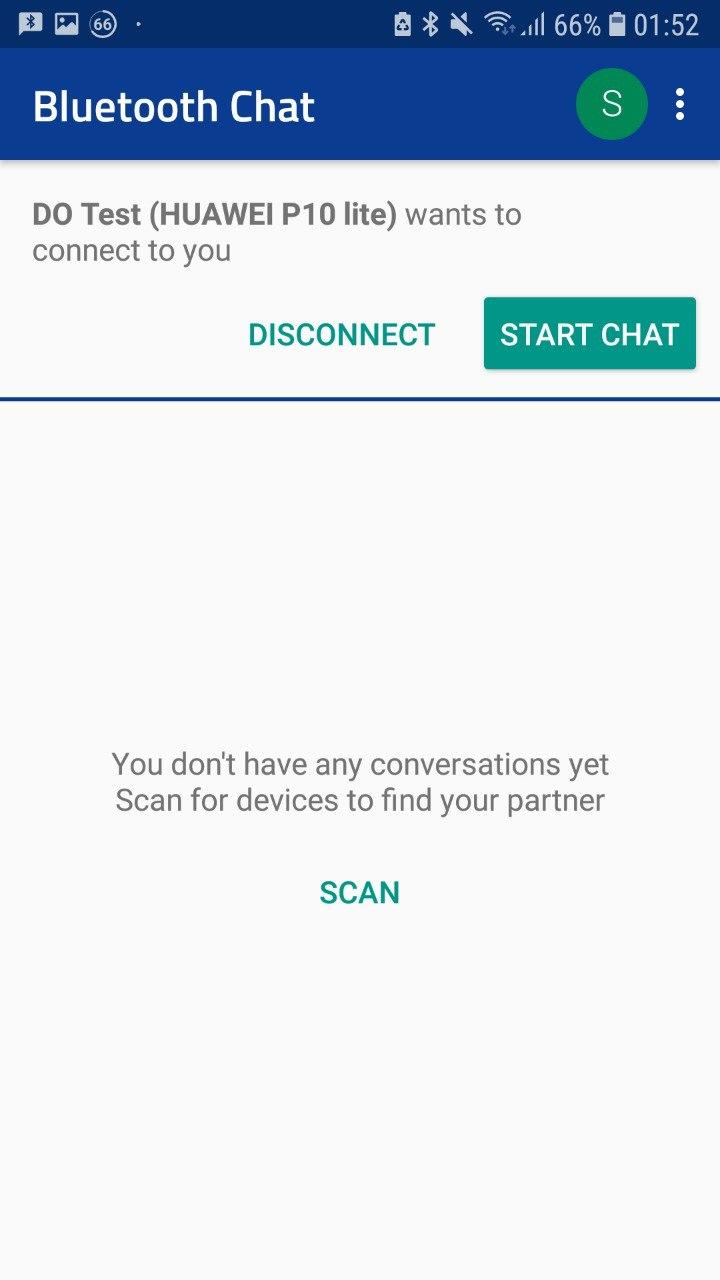 66 66% 01:52
Bluetooth Chat S
DO Test (HUAWEI P10 lite) wants to
connect to you
DISCONNECT START CHAT
You don't have any conversations yet
Scan for devices to find your partner
SCAN